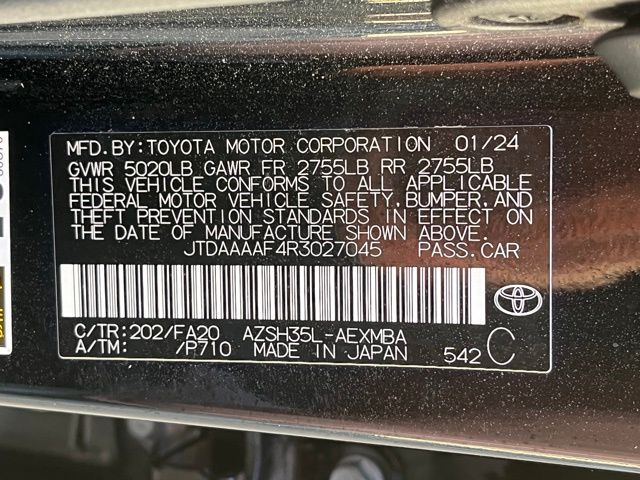 MFD.BY:TOYOTA MOTOR CORPORATION 01/24
GVWR 5020LB GAWR FR 2755LB RR 2755LB
THIS VEHICLE CONFORMS TO ALL APPLICABLE
FEDERAL MOTOR VEHICLE SAFETY,BUMPER,AND
THEFT PREVENTION STANDARDS IN EFFECT ON
THE DATE OF MANUFACTURE SHOWN ABOVE.
JTDAAAAF4R3027045 PASS.CAR
C/TR:202/FA20 AZSH35L-AEXMBA
A/TM: /P710 MADE IN JAPAN 542 C